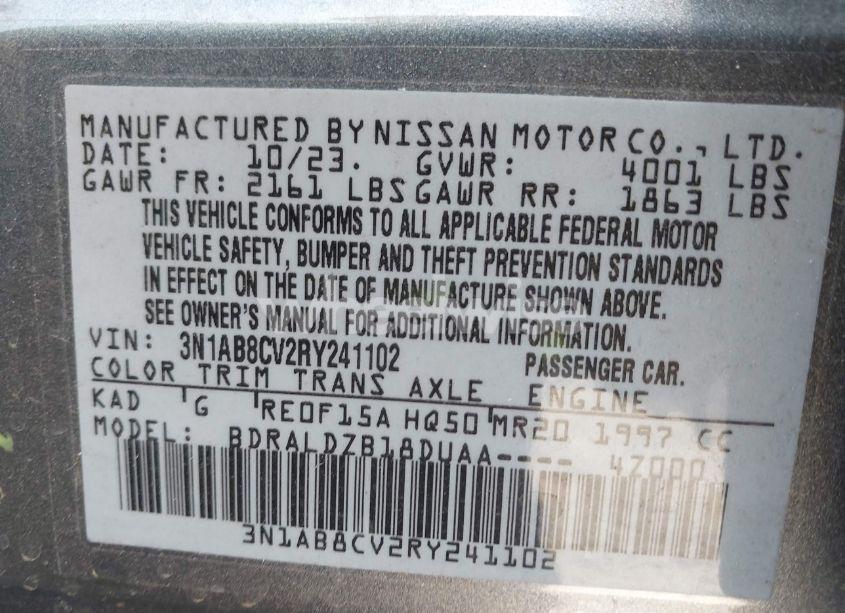 MANUFACTURED BY NISSAN MOTOR CO., LTD.
DATE: 10/23. GVWR: 4001 LBS
GAWR FR: 2161 LBS GAWR RR: 1863 LBS
THIS VEHICLE CONFORMS TO ALL APPLICABLE FEDERAL MOTOR
VEHICLE SAFETY, BUMPER AND THEFT PREVENTION STANDARDS
IN EFFECT ON THE DATE OF MANUFACTURE SHOWN ABOVE.
SEE OWNER'S MANUAL FOR ADDITIONAL INFORMATION.
VIN: 3N1AB8CV2RY241102 PASSENGER CAR.
COLOR TRIM TRANS AXLE ENGINE
KAD G RE0F15A HQ50 MR20 1997 CC
MODEL: BDRALDZB18DUAA---- 4Z000
3N1AB8CV2RY241102